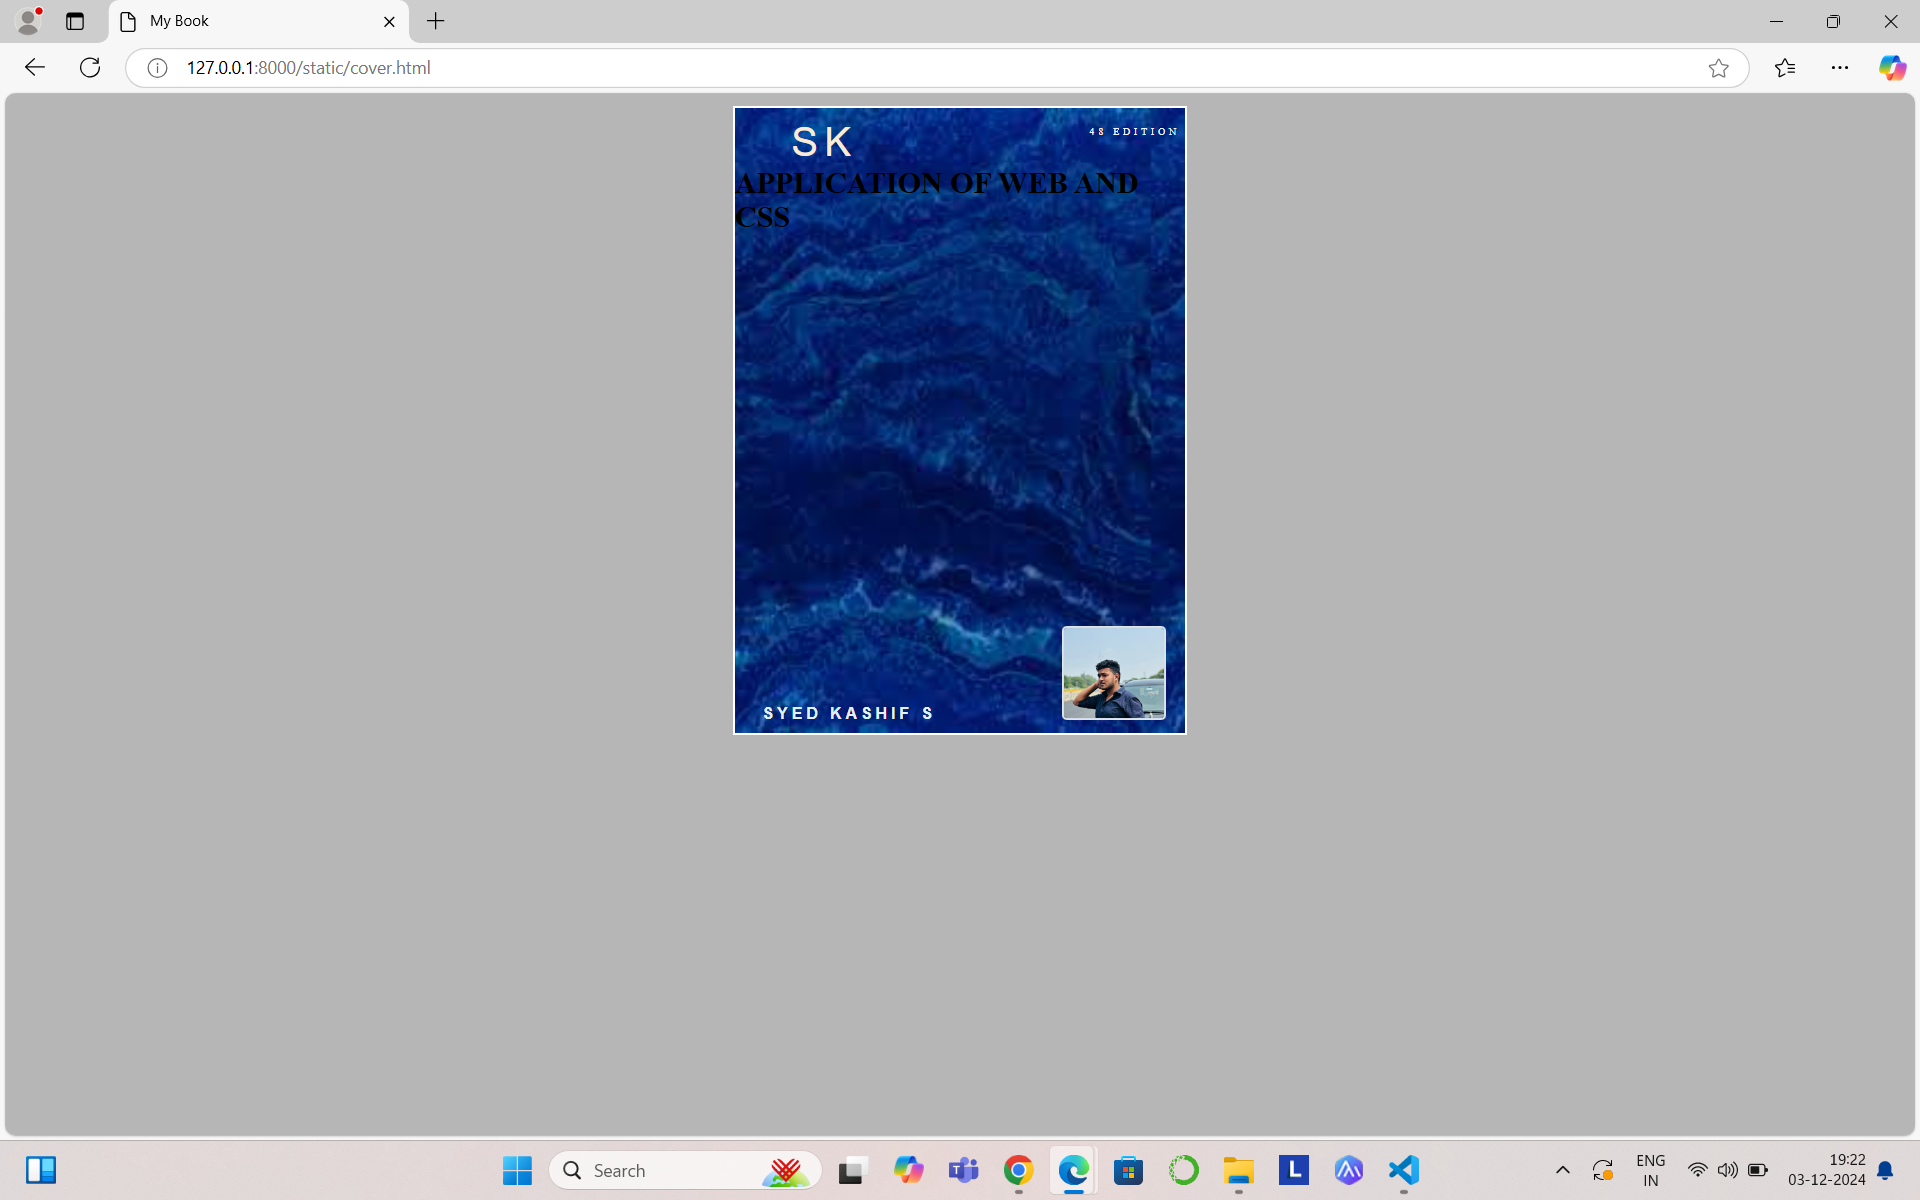 My Book
127.0.0.1:8000/static/cover.html
SK
48 EDITION
APPLICATION OF WEB AND
CSS
SYED KASHIF S
Search
T
L
ENG
IN
19:22
03-12-2024